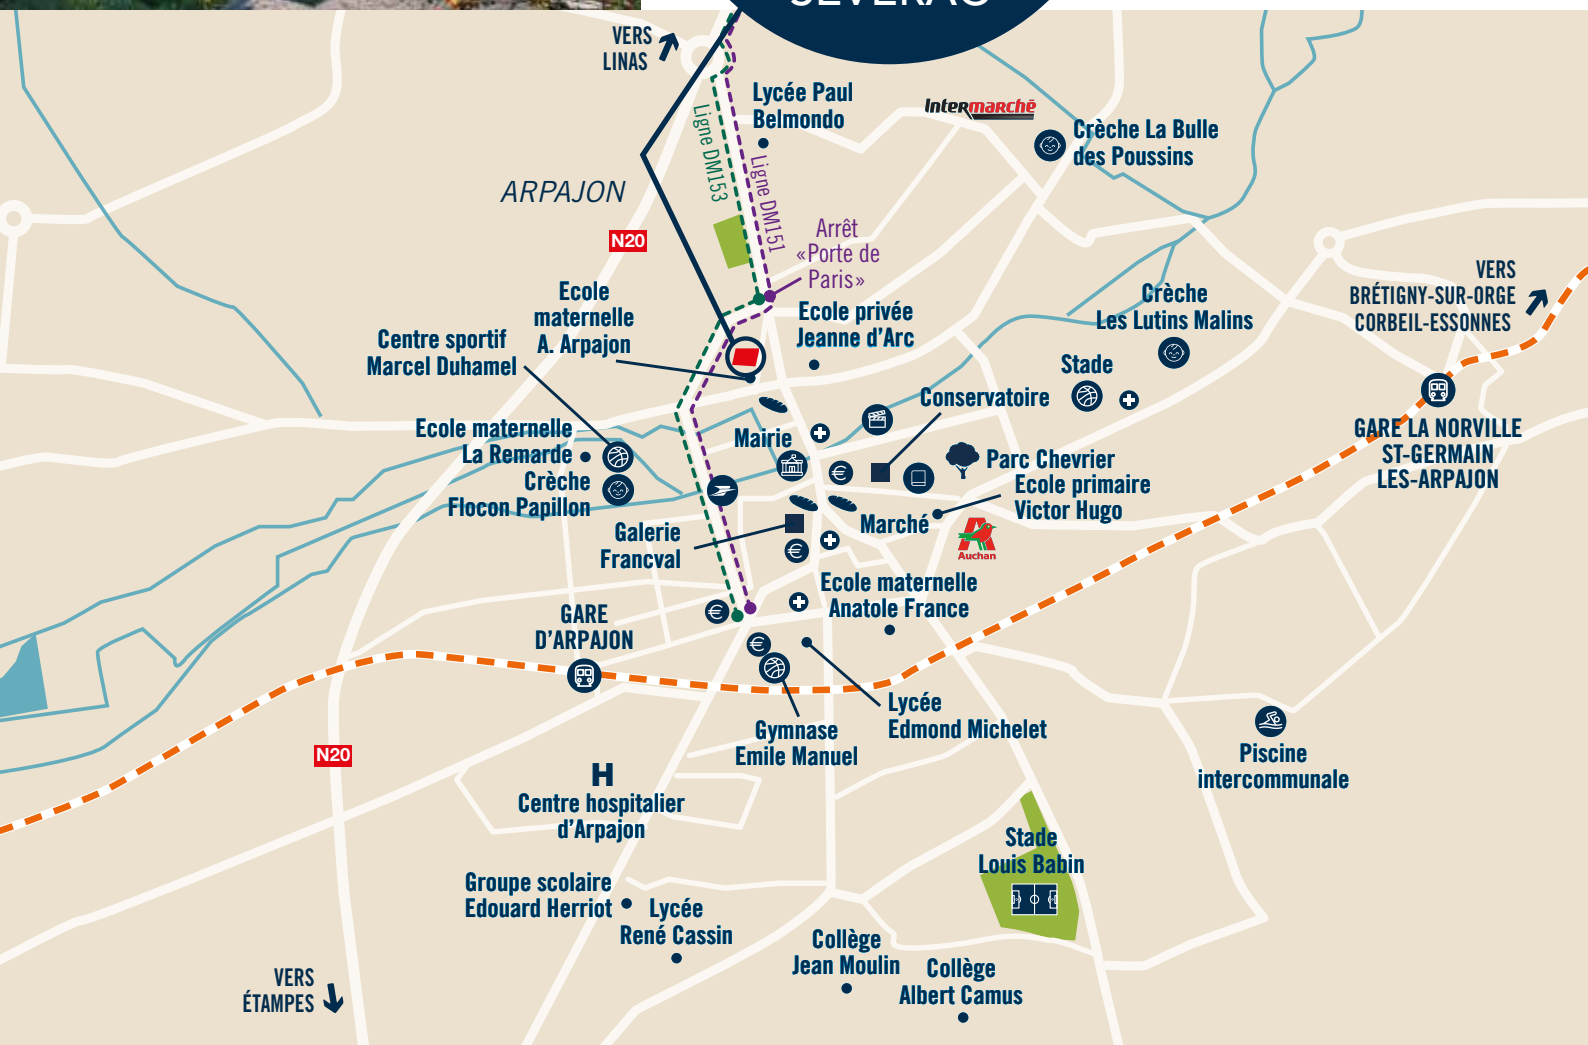 VERS
LINAS
Lycée Paul
Belmondo
Intermarché
Crèche La Bulle
des Poussins
Ligne DM153
Ligne DM151
ARPAJON
N20
Arrêt
«Porte de
Paris»
VERS
BRÉTIGNY-SUR-ORGE
CORBEIL-ESSONNES
Ecole
maternelle
A. Arpajon
Ecole privée
Jeanne d'Arc
Crèche
Les Lutins Malins
Centre sportif
Marcel Duhamel
Stade
Conservatoire
Ecole maternelle
La Remarde
Mairie
GARE LA NORVILLE
ST-GERMAIN
LES-ARPAJON
Crèche
Flocon Papillon
€
Parc Chevrier
Ecole primaire
Victor Hugo
Galerie
Francval
Marché
Auchan
€
Ecole maternelle
Anatole France
GARE
D'ARPAJON
€
€
Lycée
Edmond Michelet
Gymnase
Emile Manuel
N20
Piscine
intercommunale
H
Centre hospitalier
d'Arpajon
Stade
Louis Babin
Groupe scolaire
Edouard Herriot
Lycée
René Cassin
Collège
Jean Moulin
Collège
Albert Camus
VERS
ÉTAMPES